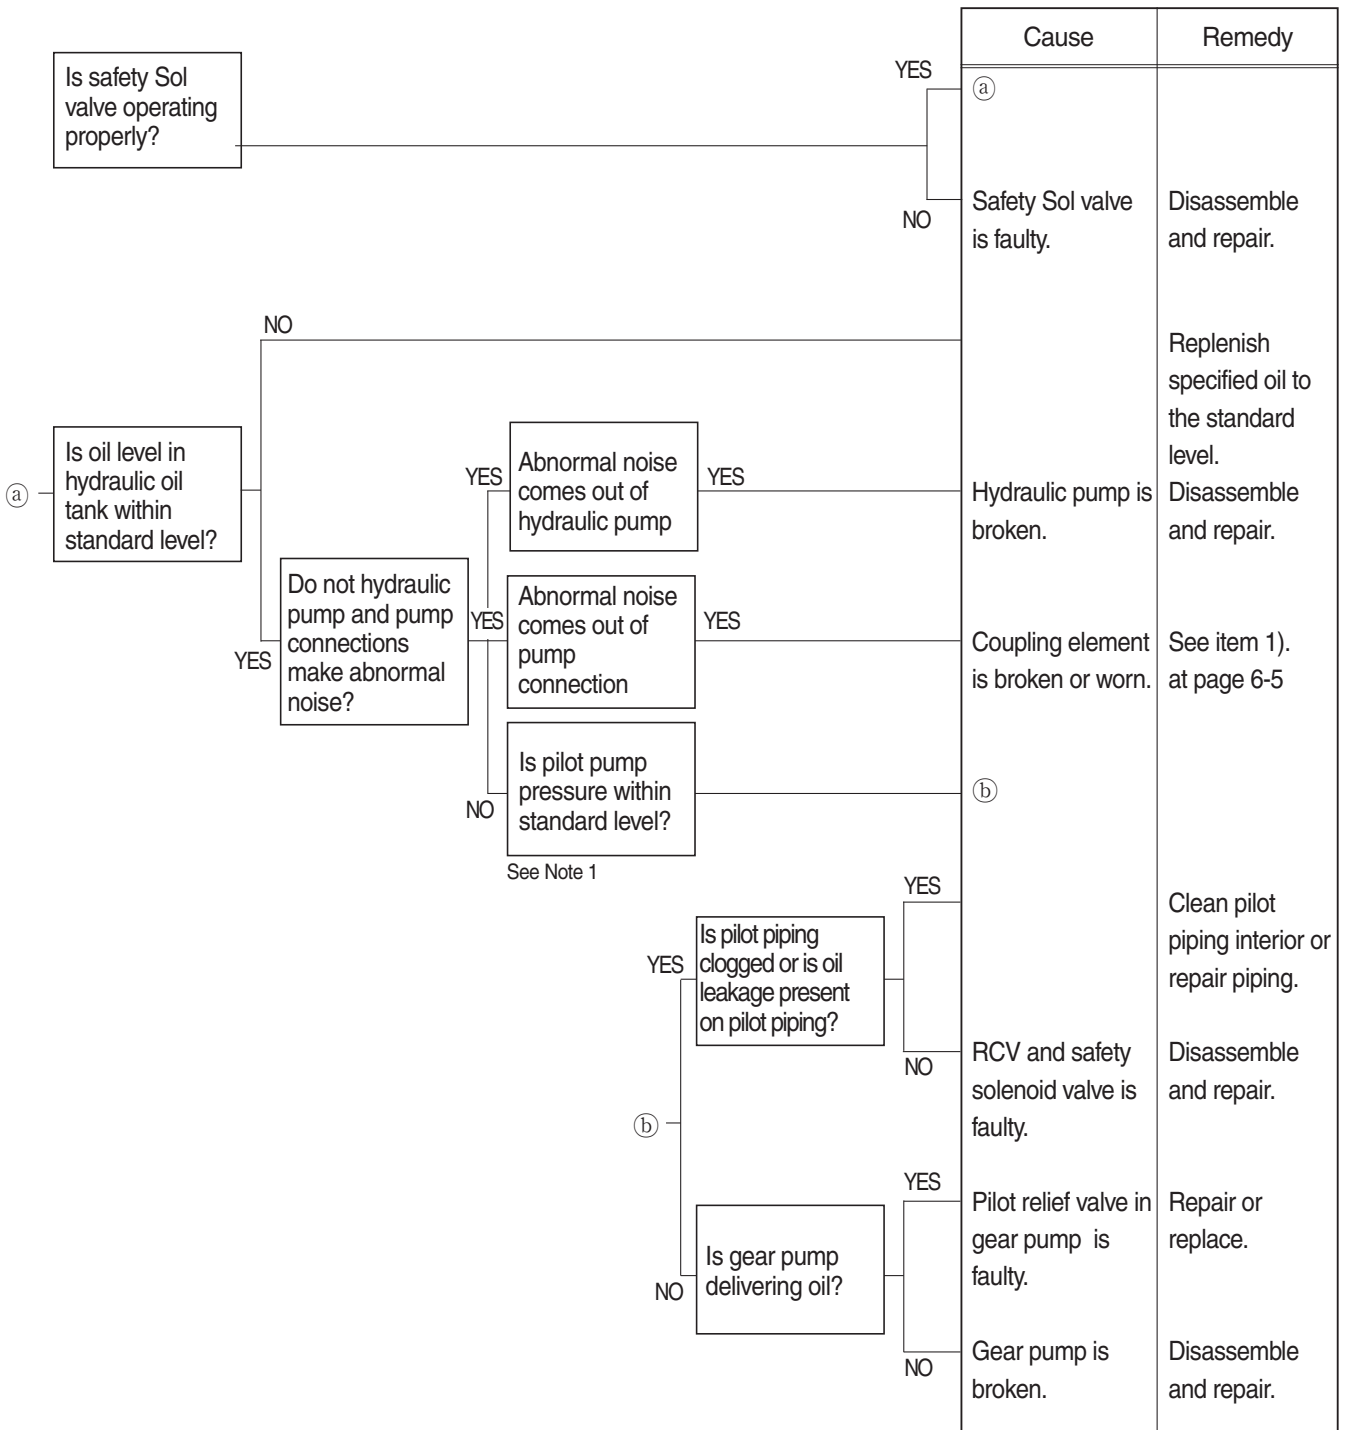 Cause
Remedy
Is safety Sol
valve operating
properly?
YES
ⓐ
NO
Safety Sol valve
is faulty.
Disassemble
and repair.
NO
Replenish
specified oil to
the standard
level.
ⓐ
Is oil level in
hydraulic oil
tank within
standard level?
YES
Do not hydraulic
pump and pump
connections
make abnormal
noise?
YES
Abnormal noise
comes out of
hydraulic pump
YES
Hydraulic pump is
broken.
Disassemble
and repair.
YES
Abnormal noise
comes out of
pump
connection
YES
Coupling element
is broken or worn.
See item 1).
at page 6-5
NO
Is pilot pump
pressure within
standard level?
See Note 1
ⓑ
ⓑ
YES
Is pilot piping
clogged or is oil
leakage present
on pilot piping?
YES
Clean pilot
piping interior or
repair piping.
NO
RCV and safety
solenoid valve is
faulty.
Disassemble
and repair.
NO
Is gear pump
delivering oil?
YES
Pilot relief valve in
gear pump is
faulty.
Repair or
replace.
NO
Gear pump is
broken.
Disassemble
and repair.